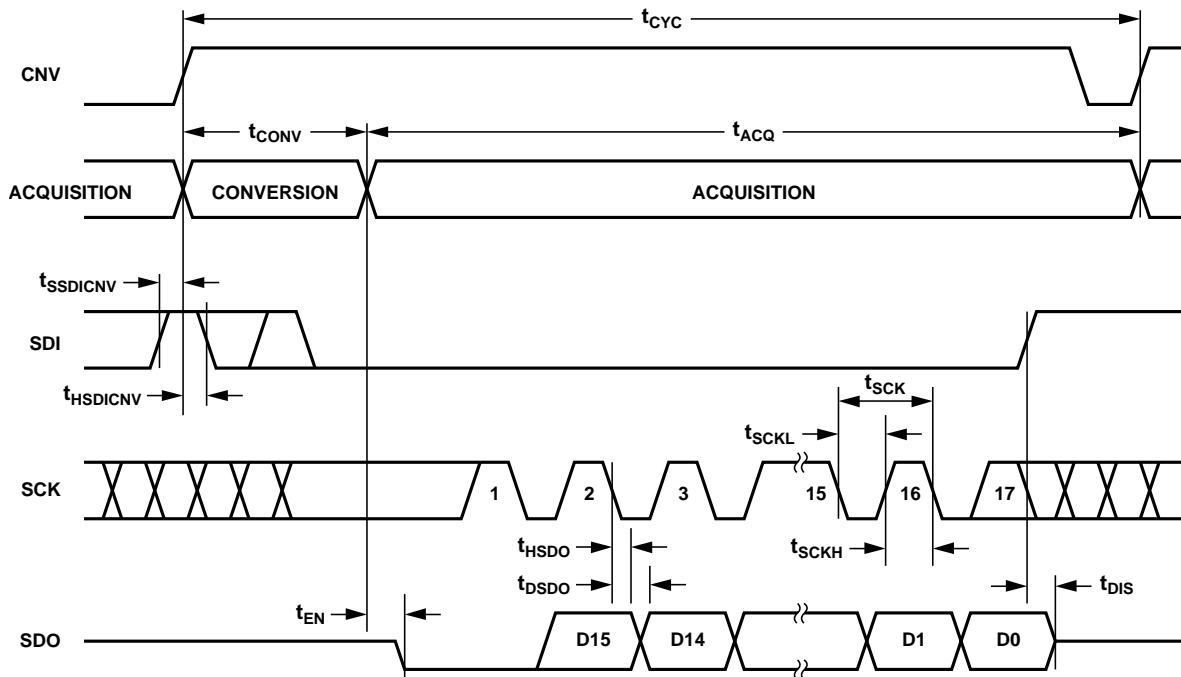 tCYC
CNV
tCONV
tACQ
ACQUISITION
CONVERSION
ACQUISITION
tSSDICNV
SDI
tHSDICNV
tSCK
tSCKL
SCK
1
2
3
15
16
17
tHSDO
tSCKH
tDSDO
tDIS
tEN
SDO
D15
D14
D1
D0